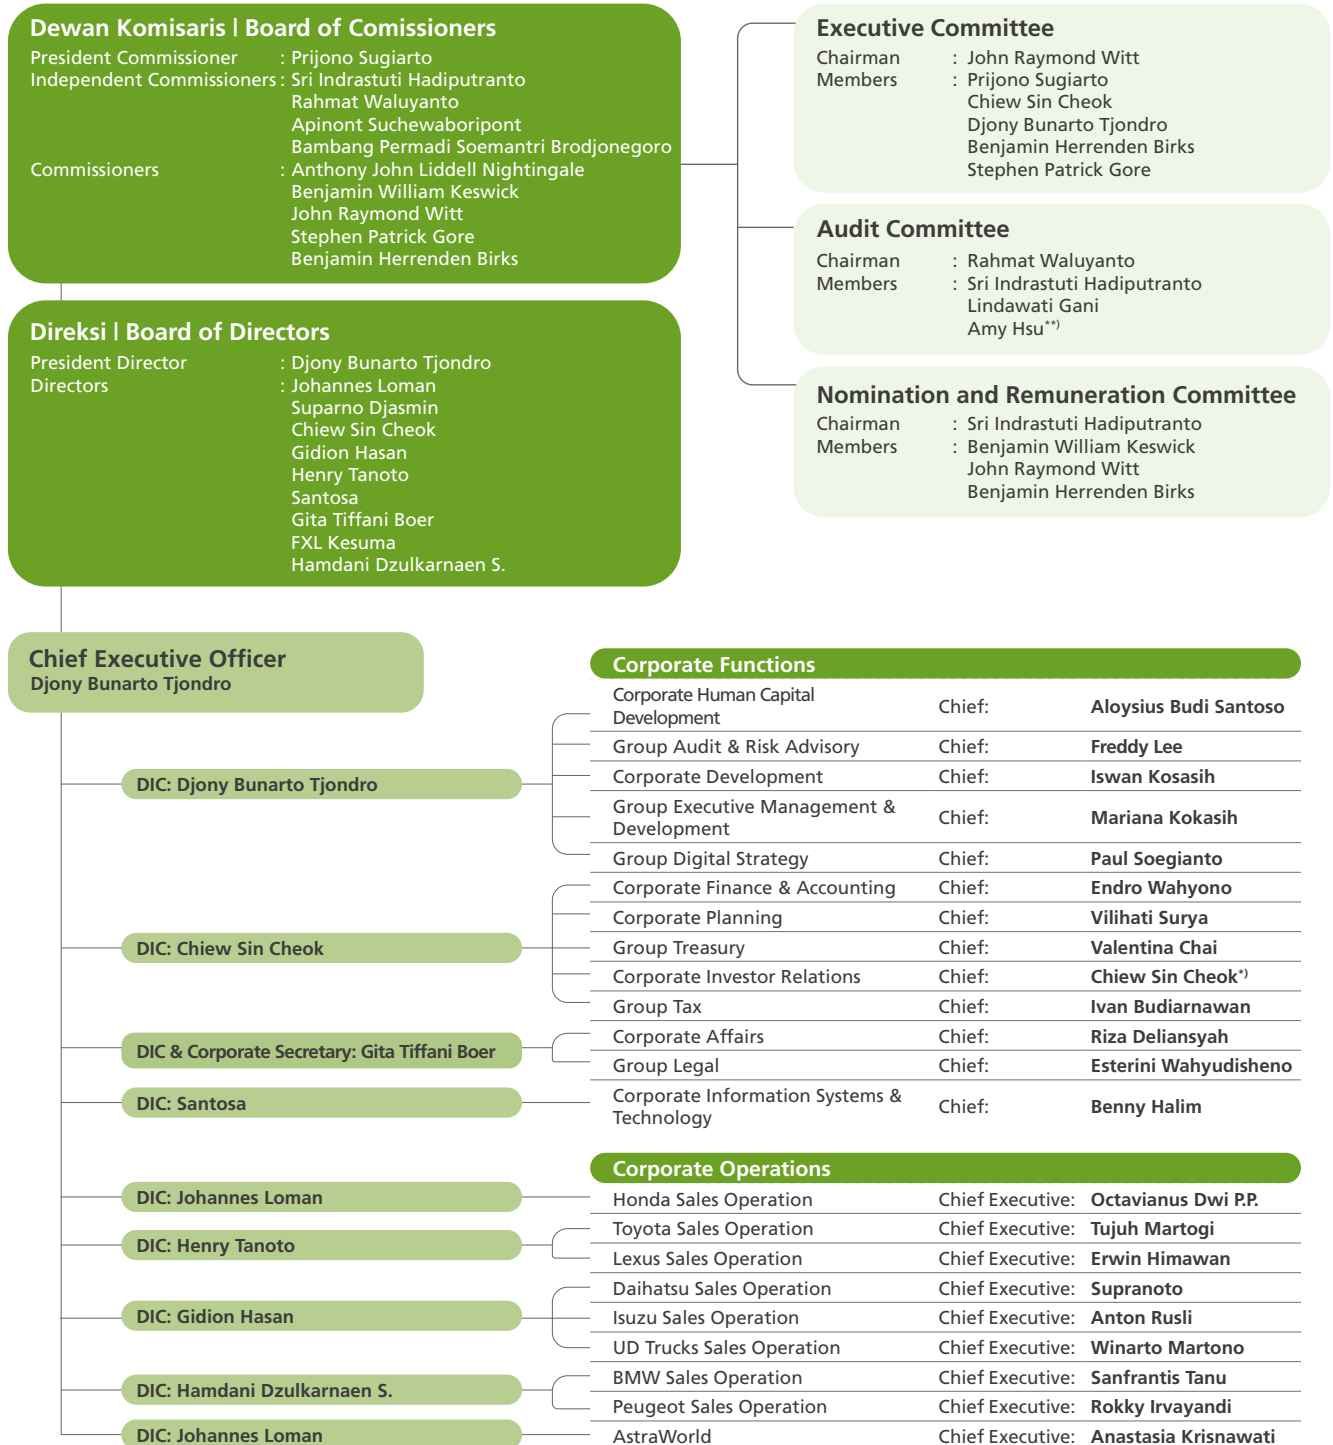 Dewan Komisaris | Board of Comissioners
President Commissioner : Prijono Sugiarto
Independent Commissioners : Sri Indrastuti Hadiputranto
Rahmat Waluyanto
Apinont Suchewaboripont
Bambang Permadi Soemantri Brodjonegoro
Commissioners : Anthony John Liddell Nightingale
Benjamin William Keswick
John Raymond Witt
Stephen Patrick Gore
Benjamin Herrenden Birks
Executive Committee
Chairman : John Raymond Witt
Members : Prijono Sugiarto
Chiew Sin Cheok
Djony Bunarto Tjondro
Benjamin Herrenden Birks
Stephen Patrick Gore
Audit Committee
Chairman : Rahmat Waluyanto
Members : Sri Indrastuti Hadiputranto
Lindawati Gani
Amy Hsu**)
Nomination and Remuneration Committee
Chairman : Sri Indrastuti Hadiputranto
Members : Benjamin William Keswick
John Raymond Witt
Benjamin Herrenden Birks
Direksi | Board of Directors
President Director : Djony Bunarto Tjondro
Directors : Johannes Loman
Suparno Djasmin
Chiew Sin Cheok
Gidion Hasan
Henry Tanoto
Santosa
Gita Tiffani Boer
FXL Kesuma
Hamdani Dzulkarnaen S.
Chief Executive Officer
Djony Bunarto Tjondro
Corporate Functions
DIC: Djony Bunarto Tjondro
Corporate Human Capital
Development Chief: Aloysius Budi Santoso
Group Audit & Risk Advisory Chief: Freddy Lee
Corporate Development Chief: Iswan Kosasih
Group Executive Management &
Development Chief: Mariana Kokasih
Group Digital Strategy Chief: Paul Soegianto
DIC: Chiew Sin Cheok
Corporate Finance & Accounting Chief: Endro Wahyono
Corporate Planning Chief: Vilihati Surya
Group Treasury Chief: Valentina Chai
Corporate Investor Relations Chief: Chiew Sin Cheok*)
Group Tax Chief: Ivan Budiarnawan
DIC & Corporate Secretary: Gita Tiffani Boer
Corporate Affairs Chief: Riza Deliansyah
Group Legal Chief: Esterini Wahyudisheno
DIC: Santosa
Corporate Information Systems &
Technology Chief: Benny Halim
Corporate Operations
DIC: Johannes Loman
Honda Sales Operation Chief Executive: Octavianus Dwi P.P.
DIC: Henry Tanoto
Toyota Sales Operation Chief Executive: Tujuh Martogi
Lexus Sales Operation Chief Executive: Erwin Himawan
DIC: Gidion Hasan
Daihatsu Sales Operation Chief Executive: Supranoto
Isuzu Sales Operation Chief Executive: Anton Rusli
UD Trucks Sales Operation Chief Executive: Winarto Martono
DIC: Hamdani Dzulkarnaen S.
BMW Sales Operation Chief Executive: Sanfrantis Tanu
Peugeot Sales Operation Chief Executive: Rokky Irvayandi
DIC: Johannes Loman
AstraWorld Chief Executive: Anastasia Krisnawati